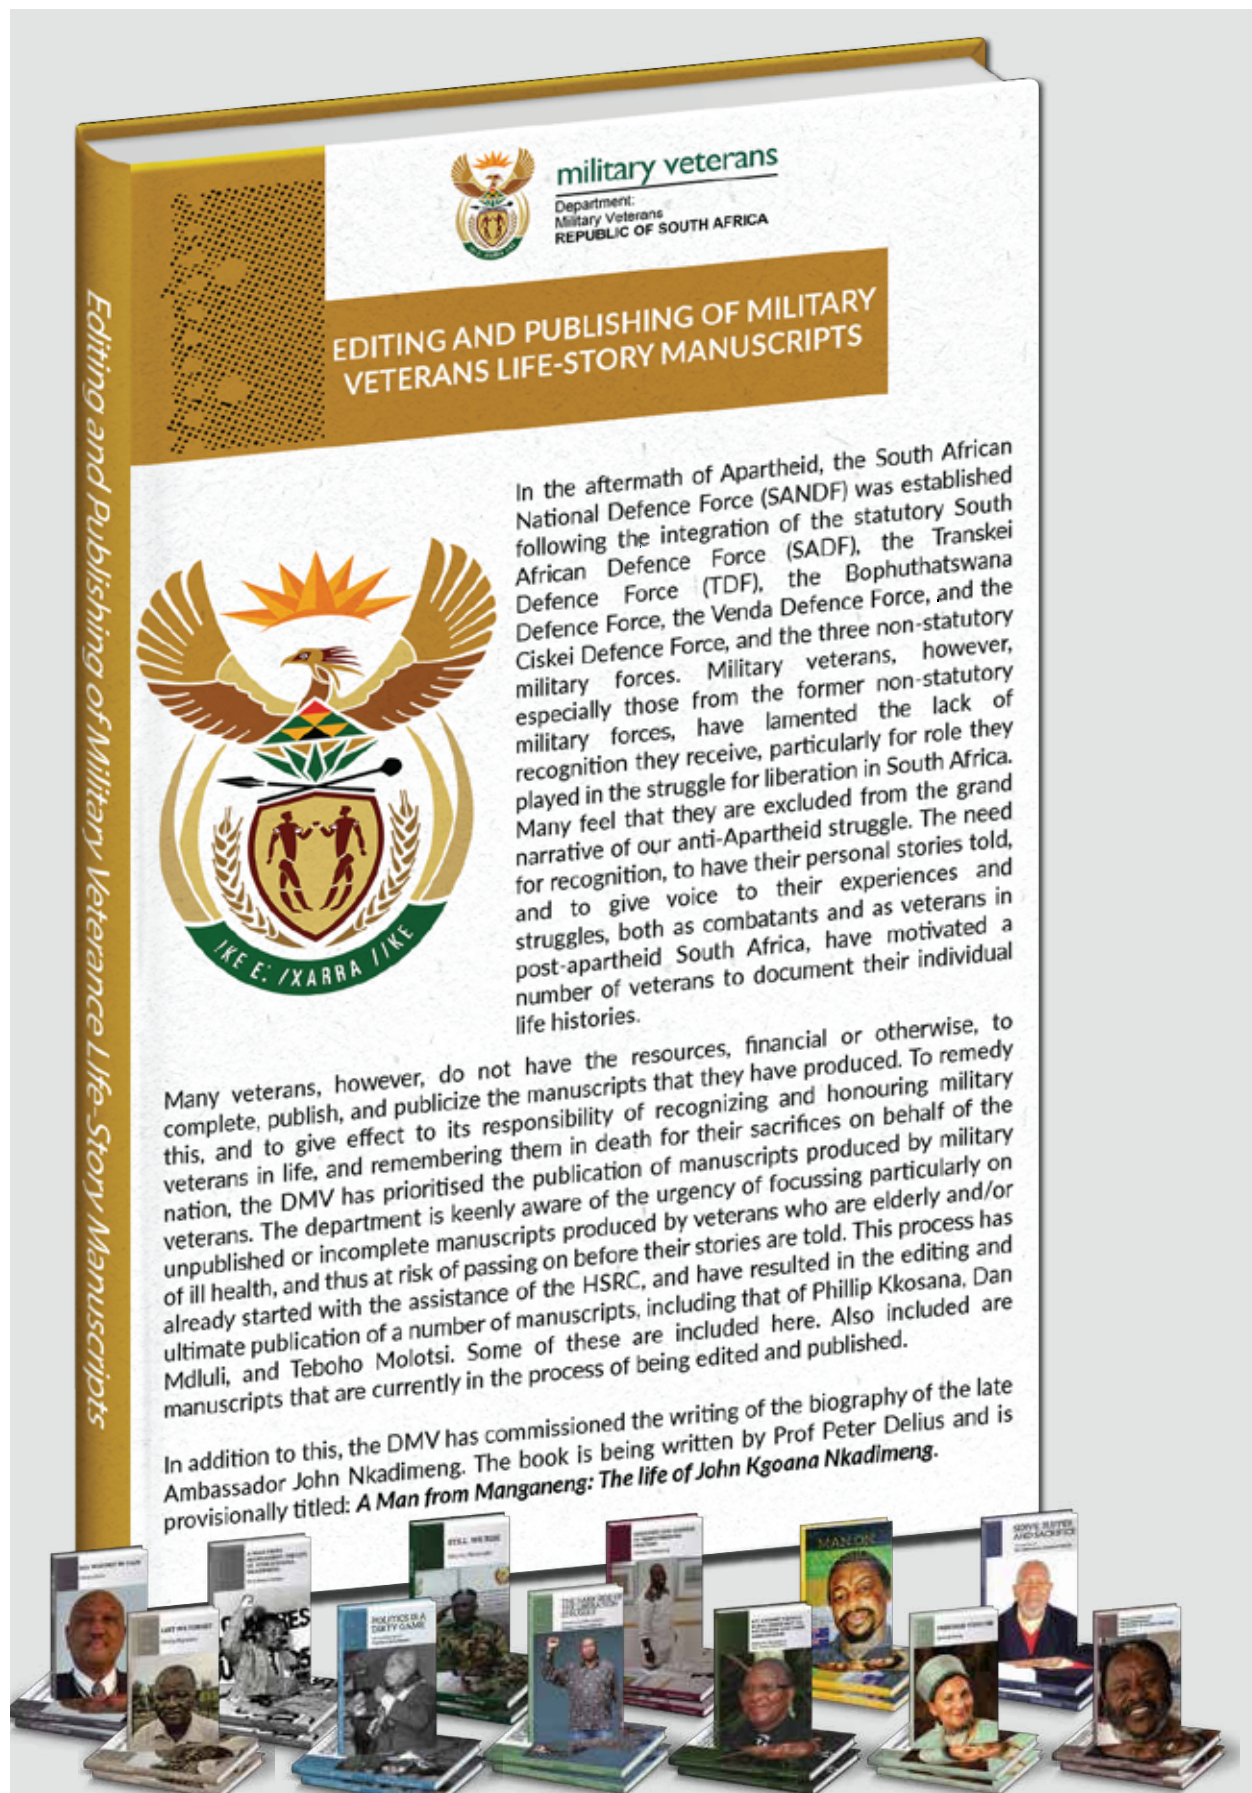 military veterans
Department:
Military Veterans
REPUBLIC OF SOUTH AFRICA
EDITING AND PUBLISHING OF MILITARY
VETERANS LIFE-STORY MANUSCRIPTS
Editing and Publishing of Military Veterance Life-Story Manuscripts
In the aftermath of Apartheid, the South African
National Defence Force (SANDF) was established
following the integration of the statutory South
African Defence Force (SADF), the Transkei
Defence Force (TDF), the Bophuthatswana
Defence Force, the Venda Defence Force, and the
Ciskei Defence Force, and the three non-statutory
military forces. Military veterans, however,
especially those from the former non-statutory
military forces, have lamented the lack of
recognition they receive, particularly for role they
played in the struggle for liberation in South Africa.
Many feel that they are excluded from the grand
narrative of our anti-Apartheid struggle. The need
for recognition, to have their personal stories told,
and to give voice to their experiences and
struggles, both as combatants and as veterans in
post-apartheid South Africa, have motivated a
number of veterans to document their individual
life histories.
!KE E: /XARRA //KE
Many veterans, however, do not have the resources, financial or otherwise, to
complete, publish, and publicize the manuscripts that they have produced. To remedy
this, and to give effect to its responsibility of recognizing and honouring military
veterans in life, and remembering them in death for their sacrifices on behalf of the
nation, the DMV has prioritised the publication of manuscripts produced by military
veterans. The department is keenly aware of the urgency of focussing particularly on
unpublished or incomplete manuscripts produced by veterans who are elderly and/or
of ill health, and thus at risk of passing on before their stories are told. This process has
already started with the assistance of the HSRC, and have resulted in the editing and
ultimate publication of a number of manuscripts, including that of Phillip Kkosana, Dan
Mdluli, and Teboho Molotsi. Some of these are included here. Also included are
manuscripts that are currently in the process of being edited and published.
In addition to this, the DMV has commissioned the writing of the biography of the late
Ambassador John Nkadimeng. The book is being written by Prof Peter Delius and is
provisionally titled: A Man from Manganeng: The life of John Kgoana Nkadimeng.
STILL WE RISE
MAN ON
SERVE, SUFFER
AND SACRIFICE
LEST WE FORGET
POLITICS IS A
DIRTY GAME
THE DARK SIDE OF
THE LIBERATION
STRUGGLE